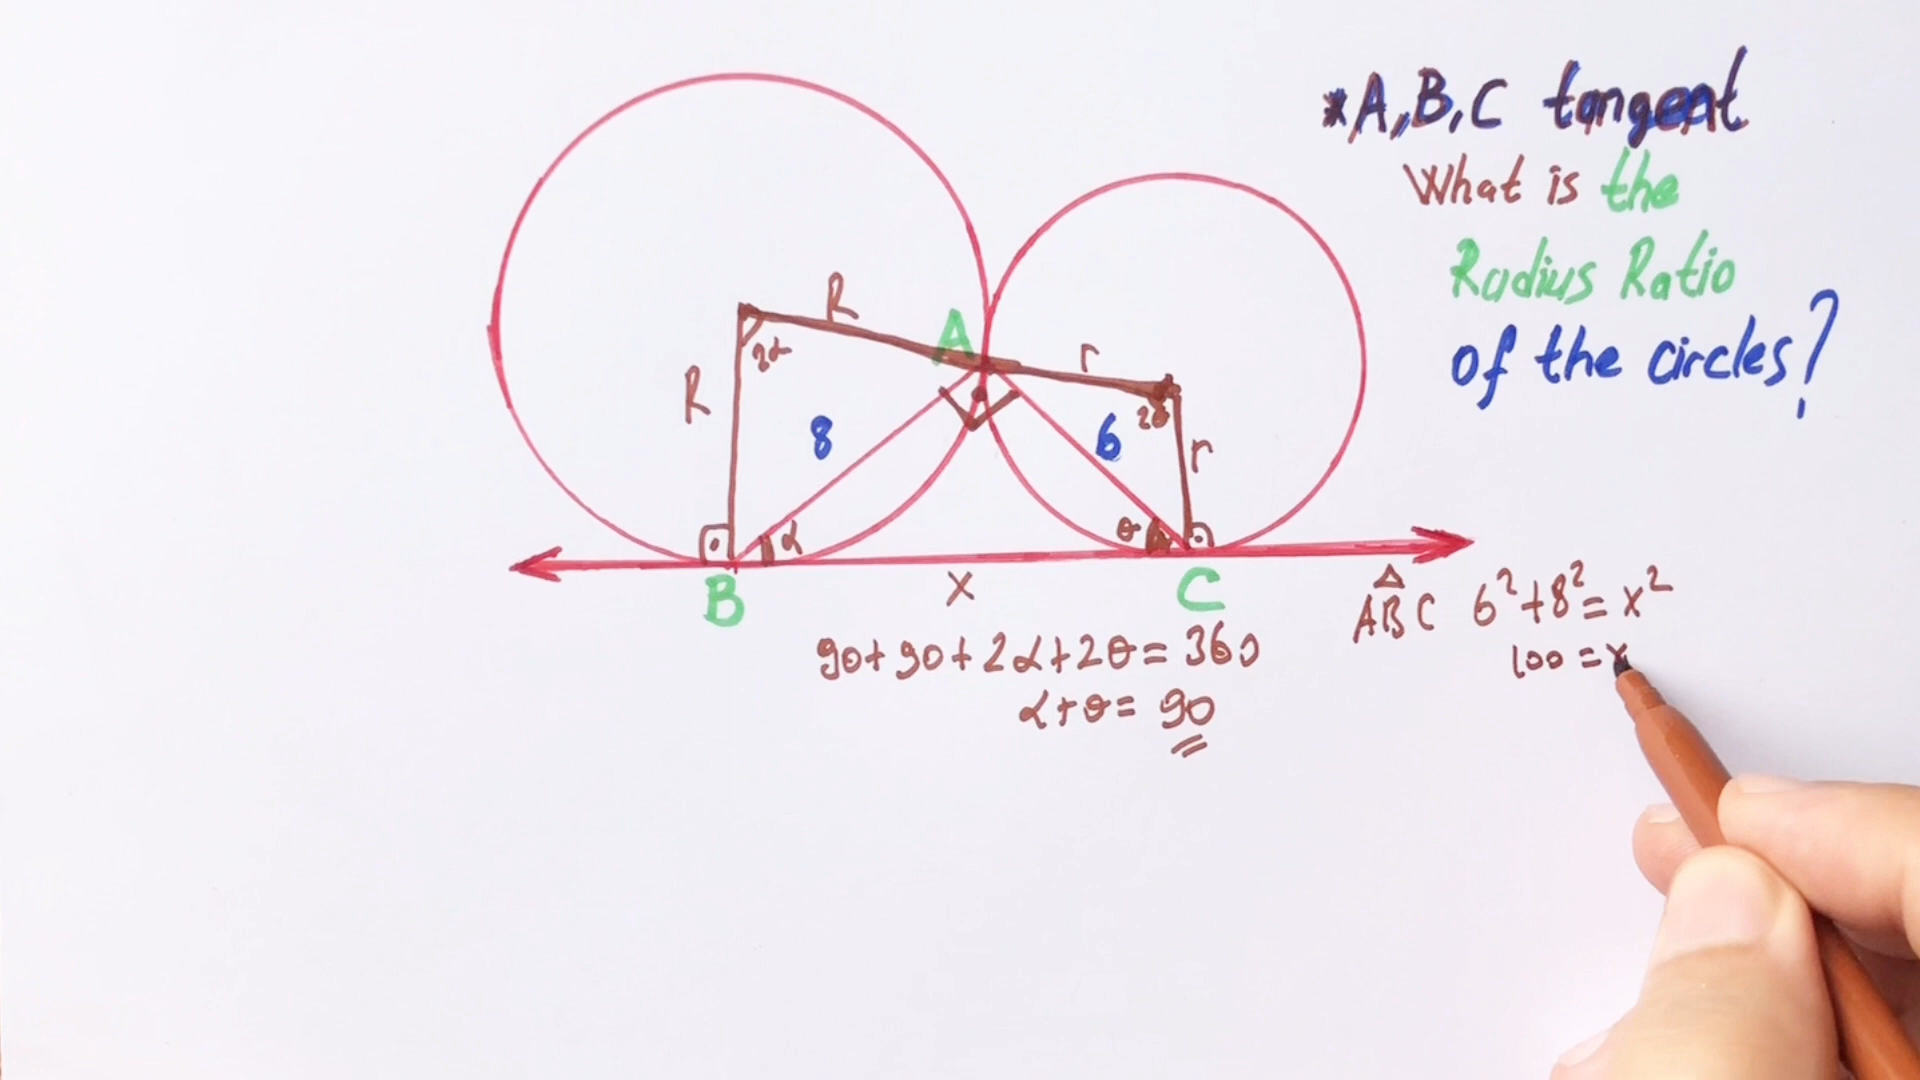 *A,B,C tangent
What is the
Radius Ratio
of the circles?
R
A
r
R
2α
8
6
2θ
r
α
θ
B
x
C
90+90+2α+2θ=360
α+θ=90
ABC 6²+8²=x²
100=x